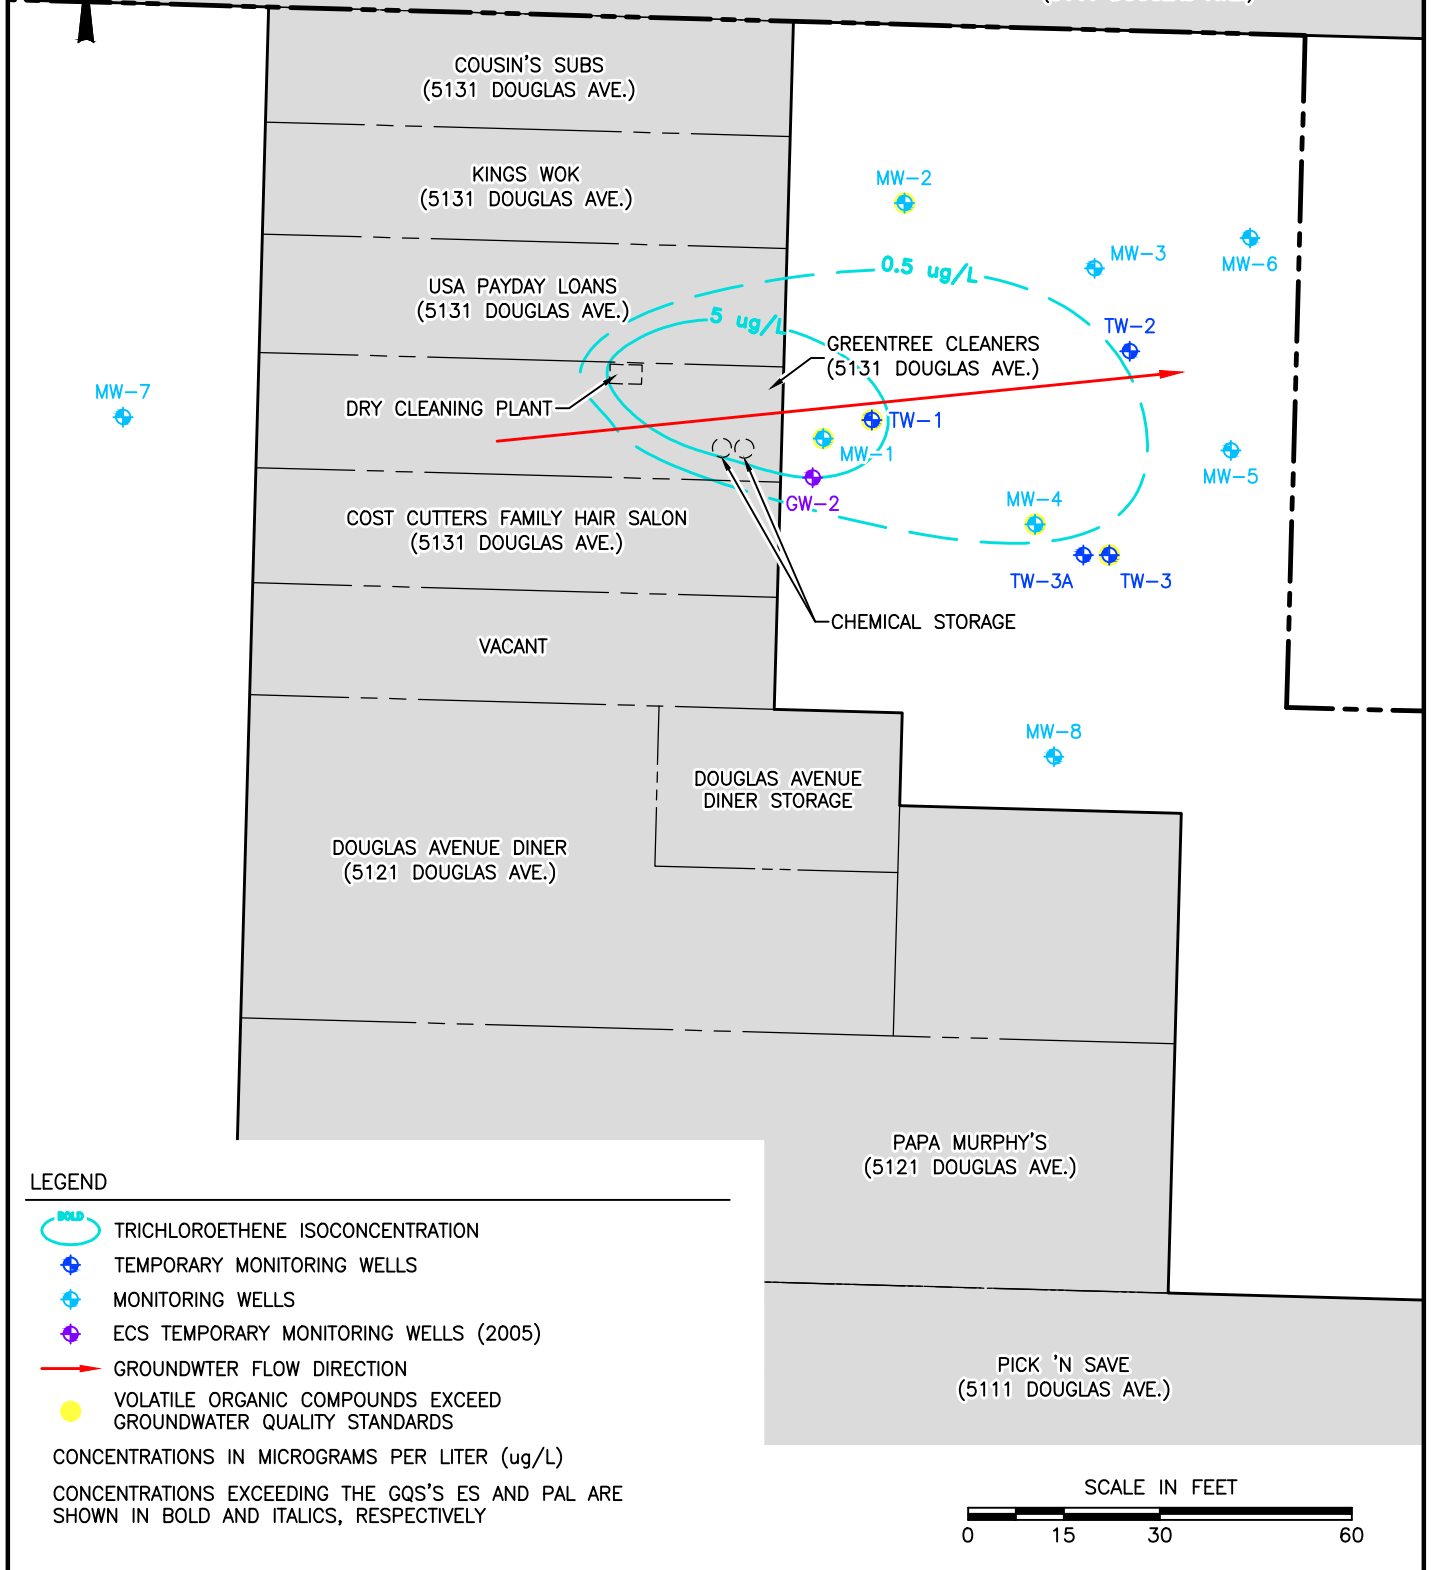 COUSIN'S SUBS
(5131 DOUGLAS AVE.)
KINGS WOK
(5131 DOUGLAS AVE.)
MW-2
MW-3
MW-6
0.5 ug/L
USA PAYDAY LOANS
(5131 DOUGLAS AVE.)
5 ug/L
TW-2
GREENTREE CLEANERS
(5131 DOUGLAS AVE.)
MW-7
DRY CLEANING PLANT
TW-1
MW-1
MW-5
GW-2
MW-4
COST CUTTERS FAMILY HAIR SALON
(5131 DOUGLAS AVE.)
TW-3A
TW-3
CHEMICAL STORAGE
VACANT
MW-8
DOUGLAS AVENUE
DINER STORAGE
DOUGLAS AVENUE DINER
(5121 DOUGLAS AVE.)
PAPA MURPHY'S
(5121 DOUGLAS AVE.)
PICK 'N SAVE
(5111 DOUGLAS AVE.)
LEGEND
BOLD
TRICHLOROETHENE ISOCONCENTRATION
TEMPORARY MONITORING WELLS
MONITORING WELLS
ECS TEMPORARY MONITORING WELLS (2005)
GROUNDWTER FLOW DIRECTION
VOLATILE ORGANIC COMPOUNDS EXCEED
GROUNDWATER QUALITY STANDARDS
CONCENTRATIONS IN MICROGRAMS PER LITER (ug/L)
CONCENTRATIONS EXCEEDING THE GQS'S ES AND PAL ARE
SHOWN IN BOLD AND ITALICS, RESPECTIVELY
SCALE IN FEET
0 15 30 60